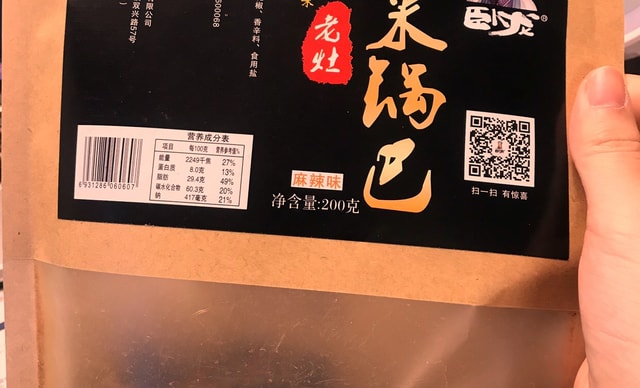 限公司
双兴路57号
00068
椒、香辛料、食用盐
老灶
米锅巴
卧龙
®
营养成分表
项目 每100克 营养参考值%
能量 2249千焦 27%
蛋白质 8.0克 13%
脂肪 29.4克 49%
碳水化合物 60.3克 20%
钠 417毫克 21%
6931286060607
麻辣味
净含量:200克
扫一扫 有惊喜